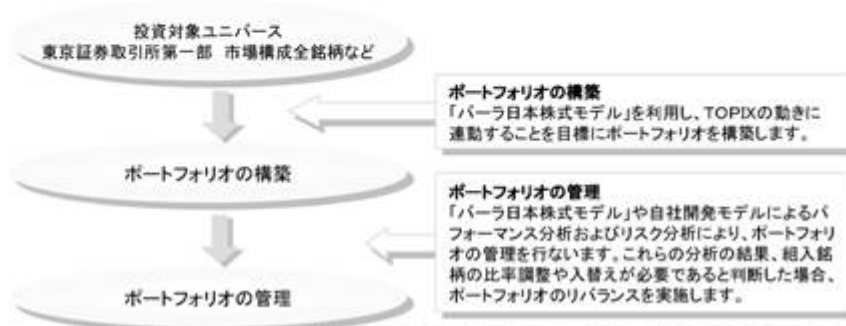 投資対象ユニバース
東京証券取引所第一部 市場構成全銘柄など
ポートフォリオの構築
「バーラ日本株式モデル」を利用し、TOPIXの動きに
連動することを目標にポートフォリオを構築します。
ポートフォリオの構築
ポートフォリオの管理
「バーラ日本株式モデル」や自社開発モデルによるパ
フォーマンス分析およびリスク分析により、ポートフォリ
オの管理を行ないます。これらの分析の結果、組入銘
柄の比率調整や入替えが必要であると判断した場合、
ポートフォリオのリバランスを実施します。
ポートフォリオの管理